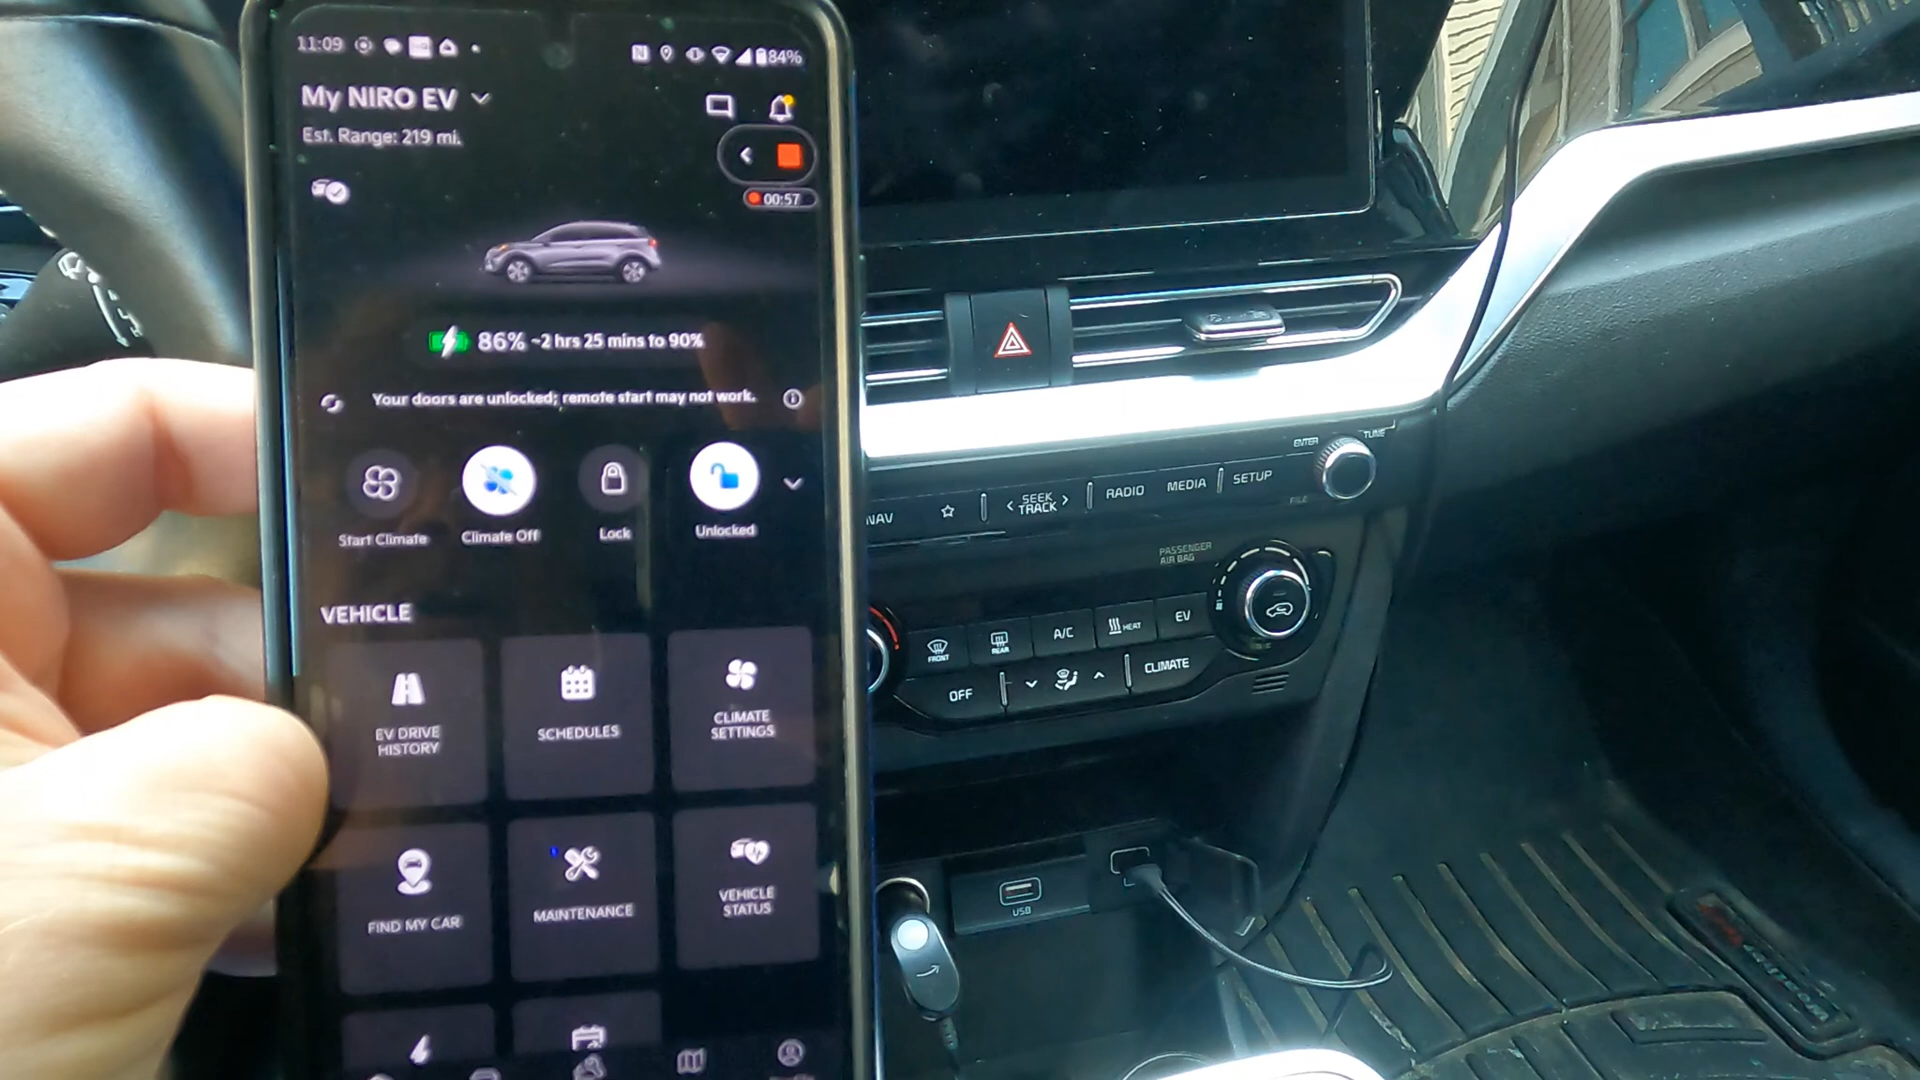 11:09
84%
My NIRO EV
Est. Range: 219 mi.
00:57
86% ~2 hrs 25 mins to 90%
Your doors are unlocked; remote start may not work.
Start Climate
Climate Off
Lock
Unlocked
VEHICLE
EV DRIVE
HISTORY
SCHEDULES
CLIMATE
SETTINGS
FIND MY CAR
MAINTENANCE
VEHICLE
STATUS
NAV
SEEK
TRACK
RADIO
MEDIA
SETUP
ENTER
TUNE
FILE
PASSENGER
AIR BAG
FRONT
REAR
A/C
HEAT
EV
OFF
CLIMATE
USB